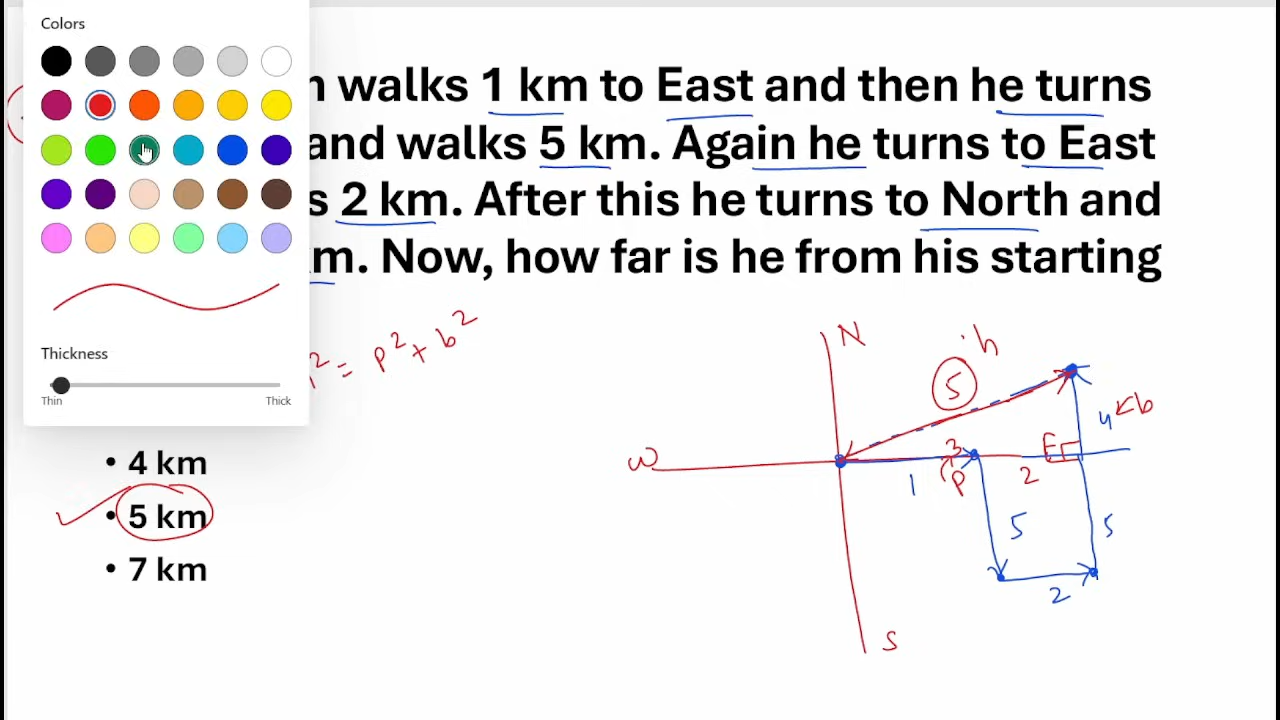 Colors
walks 1 km to East and then he turns
and walks 5 km. Again he turns to East
2 km. After this he turns to North and
Now, how far is he from his starting
= p² + b²
Thickness
Thin Thick
N
h
5
4 b
W
3
E
1
p
2
5
5
2
S
• 4 km
• 5 km
• 7 km